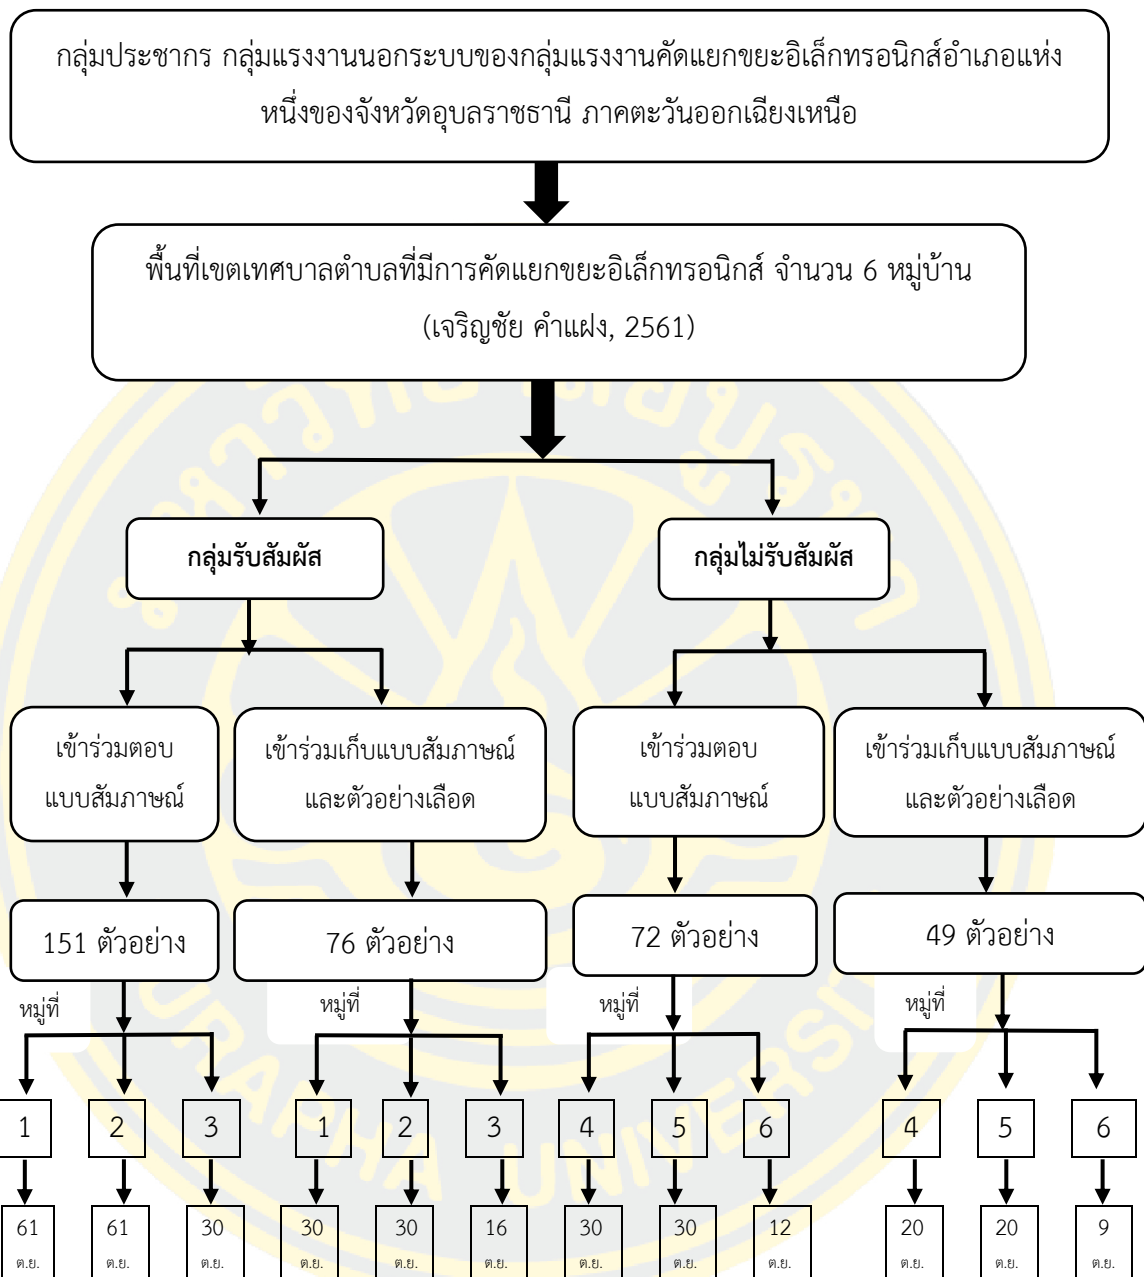 กลุ่มประชากร กลุ่มแรงงานนอกระบบของกลุ่มแรงงานคัดแยกขยะอิเล็กทรอนิกส์อำเภอแห่ง
หนึ่งของจังหวัดอุบลราชธานี ภาคตะวันออกเฉียงเหนือ
พื้นที่เขตเทศบาลตำบลที่มีการคัดแยกขยะอิเล็กทรอนิกส์ จำนวน 6 หมู่บ้าน
(เจริญชัย คำแฝง, 2561)
กลุ่มรับสัมผัส
กลุ่มไม่รับสัมผัส
เข้าร่วมตอบ
แบบสัมภาษณ์
เข้าร่วมเก็บแบบสัมภาษณ์
และตัวอย่างเลือด
เข้าร่วมตอบ
แบบสัมภาษณ์
เข้าร่วมเก็บแบบสัมภาษณ์
และตัวอย่างเลือด
151 ตัวอย่าง
76 ตัวอย่าง
72 ตัวอย่าง
49 ตัวอย่าง
หมู่ที่
หมู่ที่
หมู่ที่
หมู่ที่
1 2 3 1 2 3 4 5 6 4 5 6
61 61 30 30 30 16 30 30 12 20 20 9
ต.ย. ต.ย. ต.ย. ต.ย. ต.ย. ต.ย. ต.ย. ต.ย. ต.ย. ต.ย. ต.ย. ต.ย.
มหาวิทยาลัยบูรพา
BURAPHA UNIVERSITY